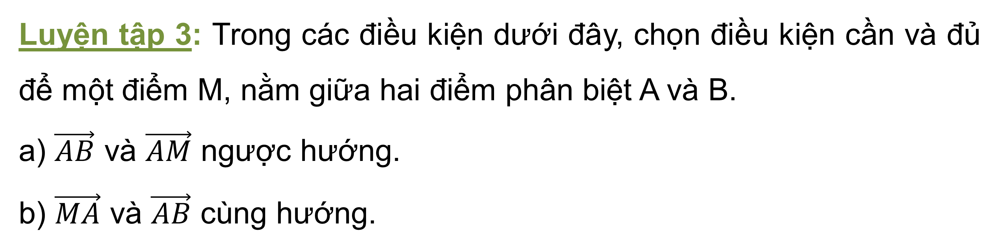 Luyện tập 3: Trong các điều kiện dưới đây, chọn điều kiện cần và đủ
để một điểm M, nằm giữa hai điểm phân biệt A và B.
a) $\overrightarrow{AB}$ và $\overrightarrow{AM}$ ngược hướng.
b) $\overrightarrow{MA}$ và $\overrightarrow{AB}$ cùng hướng.